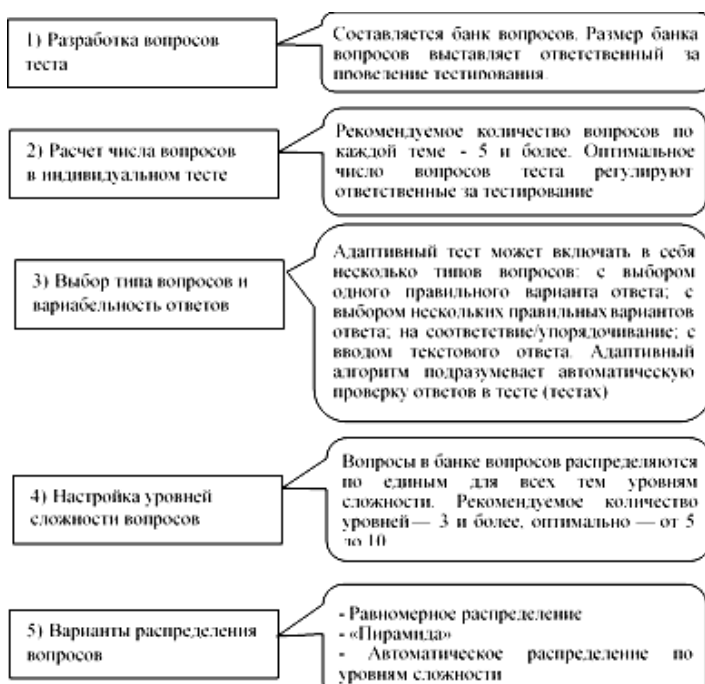 1) Разработка вопросов
теста
Составляется банк вопросов. Размер банка
вопросов выставляет ответственный за
проведение тестирования.
2) Расчет числа вопросов
в индивидуальном тесте
Рекомендуемое количество вопросов по
каждой теме - 5 и более. Оптимальное
число вопросов теста регулируют
ответственные за тестирование
3) Выбор типа вопросов и
вариабельность ответов
Адаптивный тест может включать в себя
несколько типов вопросов: с выбором
одного правильного варианта ответа; с
выбором нескольких правильных вариантов
ответа; на соответствие/упорядочивание; с
вводом текстового ответа. Адаптивный
алгоритм подразумевает автоматическую
проверку ответов в тесте (тестах)
4) Настройка уровней
сложности вопросов
Вопросы в банке вопросов распределяются
по единым для всех тем уровням
сложности. Рекомендуемое количество
уровней — 3 и более, оптимально — от 5
до 10
5) Варианты распределения
вопросов
- Равномерное распределение
- «Пирамида»
- Автоматическое распределение по
уровням сложности